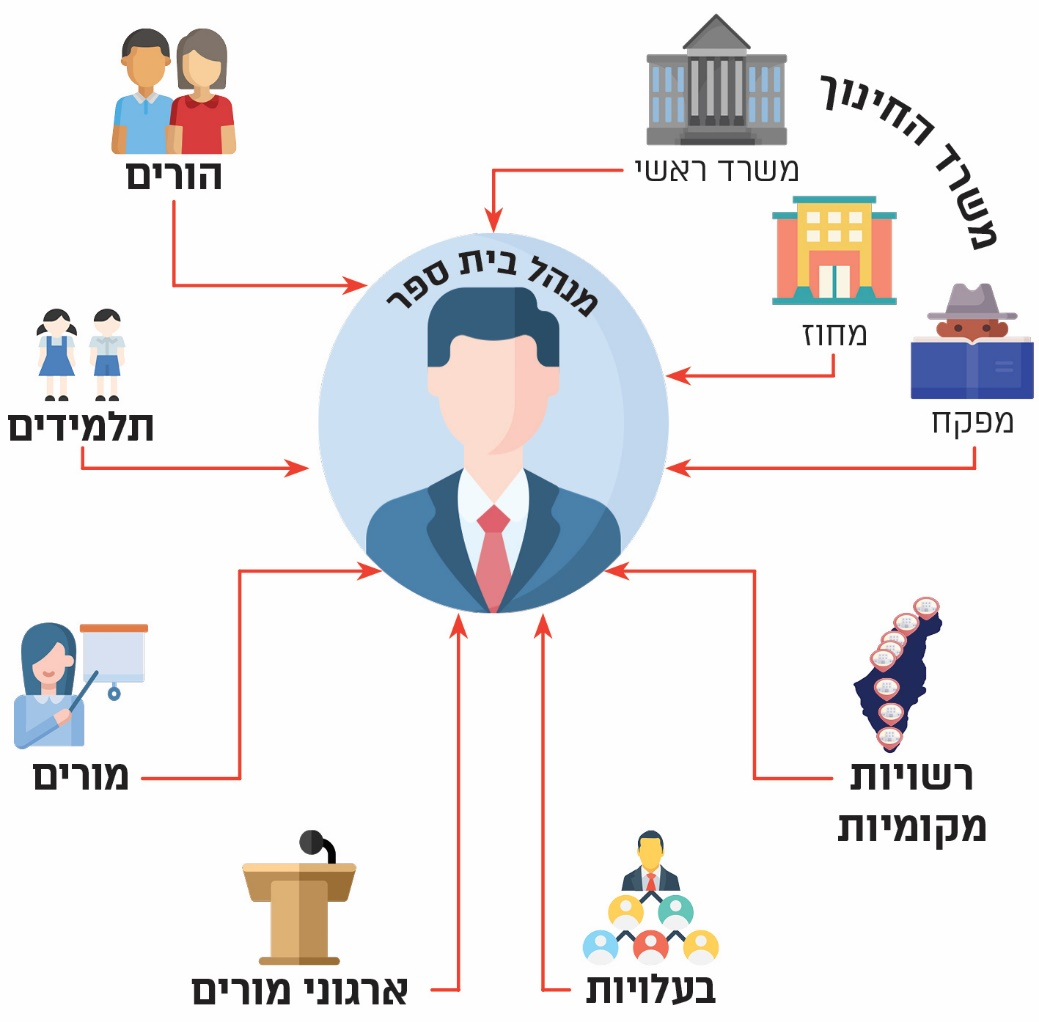 משרד החינוך
משרד ראשי
הורים
מנהל בית ספר
מחוז
מפקח
תלמידים
מורים
רשויות
מקומיות
בעלויות
ארגוני מורים